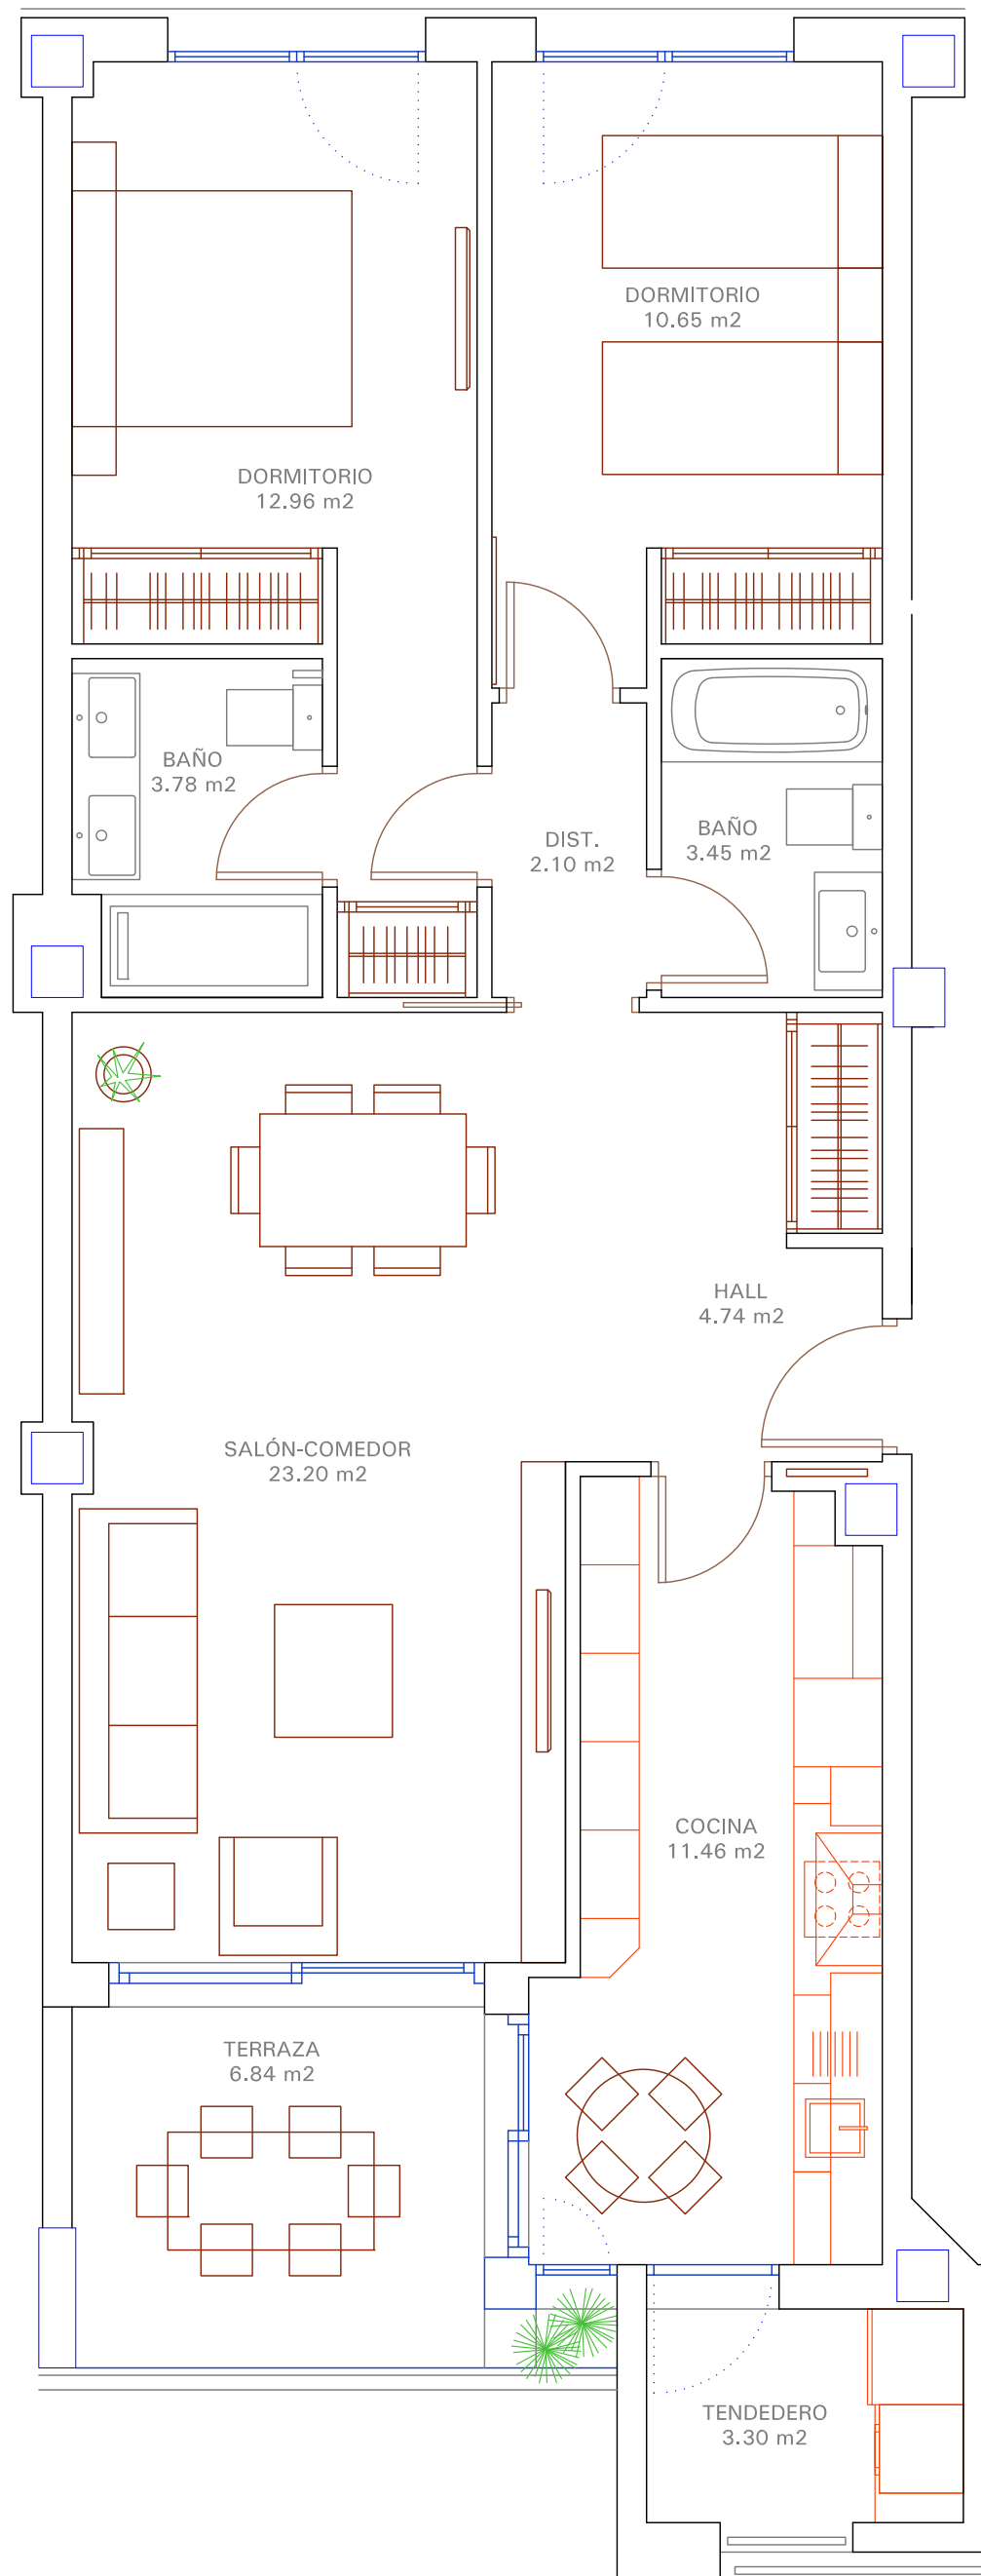 DORMITORIO
10.65 m2
DORMITORIO
12.96 m2
BAÑO
3.78 m2
DIST.
2.10 m2
BAÑO
3.45 m2
HALL
4.74 m2
SALÓN-COMEDOR
23.20 m2
COCINA
11.46 m2
TERRAZA
6.84 m2
TENDEDERO
3.30 m2